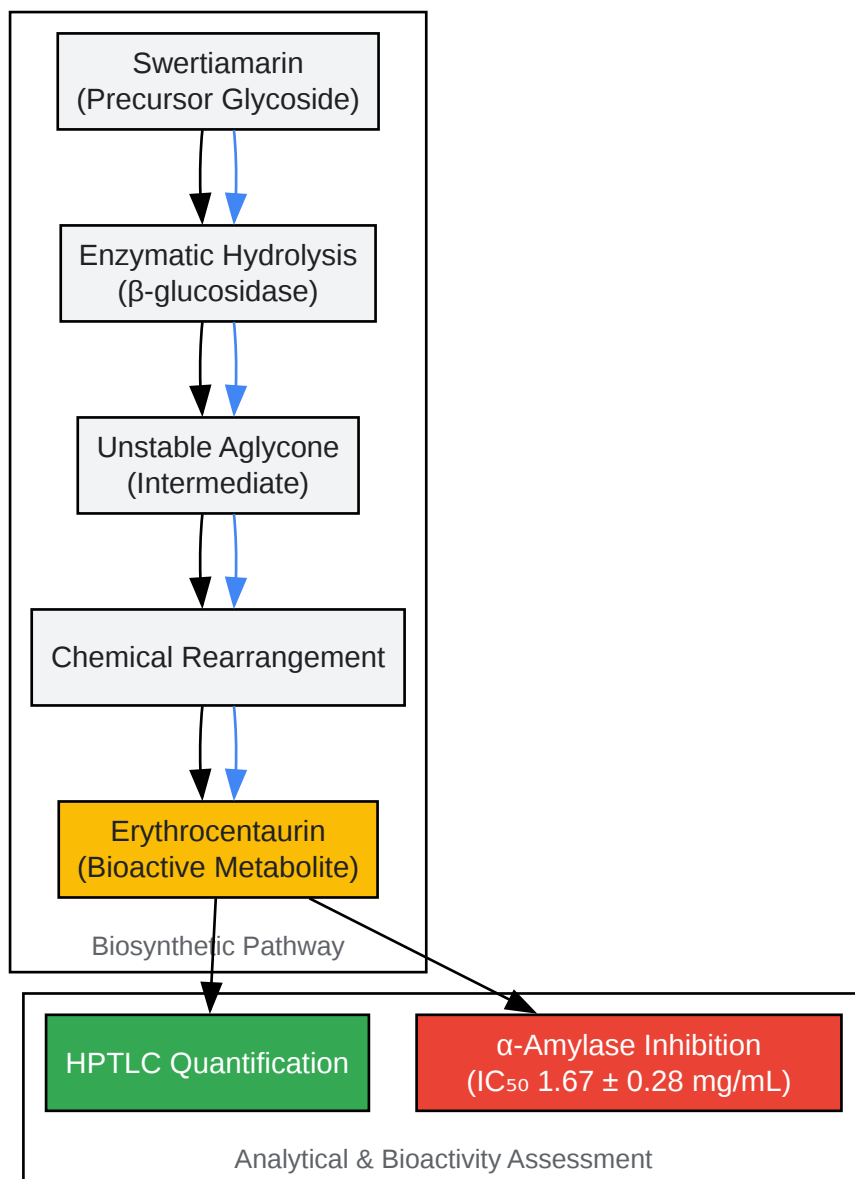 Swertiamarin
(Precursor Glycoside)
Enzymatic Hydrolysis
(β-glucosidase)
Unstable Aglycone
(Intermediate)
Chemical Rearrangement
Erythrocentaurin
(Bioactive Metabolite)
Biosynthetic Pathway
HPTLC Quantification
α-Amylase Inhibition
(IC₅₀ 1.67 ± 0.28 mg/mL)
Analytical & Bioactivity Assessment